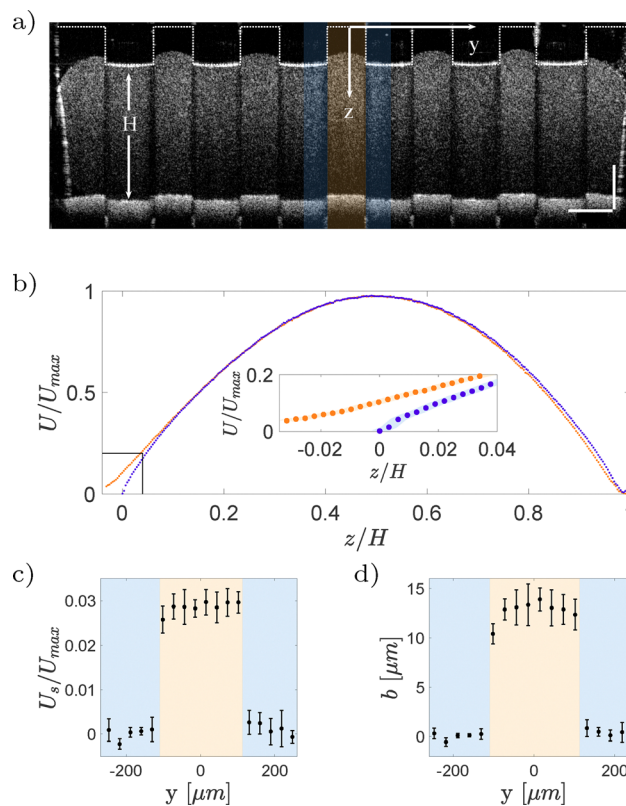 a)
y
H
z
b)
1
U/U_max
0.5
0
0.2
U/U_max
0
-0.02 0 0.02 0.04
z/H
0 0.2 0.4 0.6 0.8 1
z/H
c) d)
0.03
0.02
0.01
0
U_s/U_max
-200 0 200
y [μm]
15
10
5
0
b [μm]
-200 0 200
y [μm]